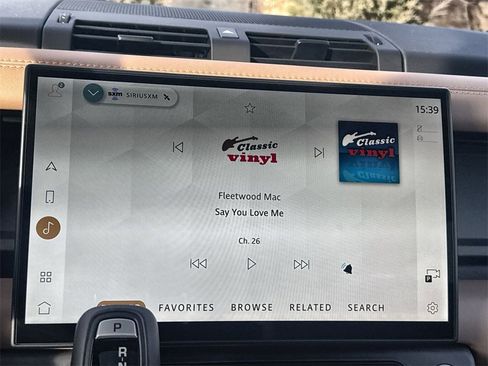 2
sxm SIRIUSXM
15:39
Classic
vinyl
Classic
vinyl
Fleetwood Mac
Say You Love Me
Ch. 26
P
FAVORITES BROWSE RELATED SEARCH
P
R
N